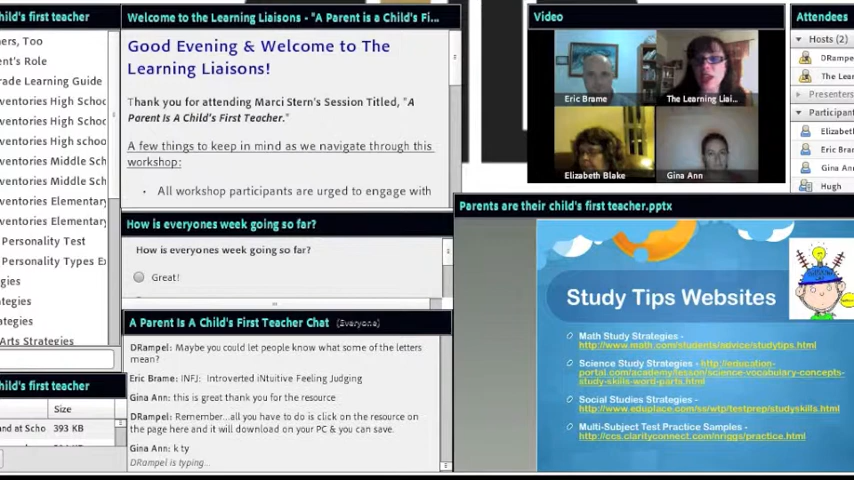 child's first teacher
ners, Too
ent's Role
rade Learning Guide
ventories High Schoo
ventories High Schoo
ventories High school
ventories Middle Sch
ventories Middle Sch
ventories Elementary
ventories Elementary
Personality Test
Personality Types Ex
egies
ategies
ategies
Arts Strategies
child's first teacher
Size
and at Scho 393 KB
Welcome to the Learning Liaisons - "A Parent is a Child's Fi...
Good Evening & Welcome to The
Learning Liaisons!
Thank you for attending Marci Stern's Session Titled, "A
Parent Is A Child's First Teacher."
A few things to keep in mind as we navigate through this
workshop:
· All workshop participants are urged to engage with
How is everyones week going so far?
How is everyones week going so far?
Great!
A Parent Is A Child's First Teacher Chat (Everyone)
DRampel: Maybe you could let people know what some of the letters
mean?
Eric Brame: INFJ: Introverted iNtuitive Feeling Judging
Gina Ann: this is great thank you for the resource
DRampel: Remember...all you have to do is click on the resource on
the page here and it will download on your PC & you can save.
Gina Ann: k ty
DRampel is typing...
Video
Eric Brame
The Learning Liai...
Elizabeth Blake
Gina Ann
Attendees
Hosts (2)
DRampel
The Lear
Presenters
Participant
Elizabeth
Eric Bram
Gina Ann
Hugh
Parents are their child's first teacher.pptx
Study Tips Websites
Math Study Strategies -
http://www.math.com/students/advice/studytips.html
Science Study Strategies - http://education-
portal.com/academy/lesson/science-vocabulary-concepts-
study-skills-word-parts.html
Social Studies Strategies -
http://www.eduplace.com/ss/wtp/testprep/studyskills.html
Multi-Subject Test Practice Samples -
http://ccs.clarityconnect.com/nriggs/practice.html